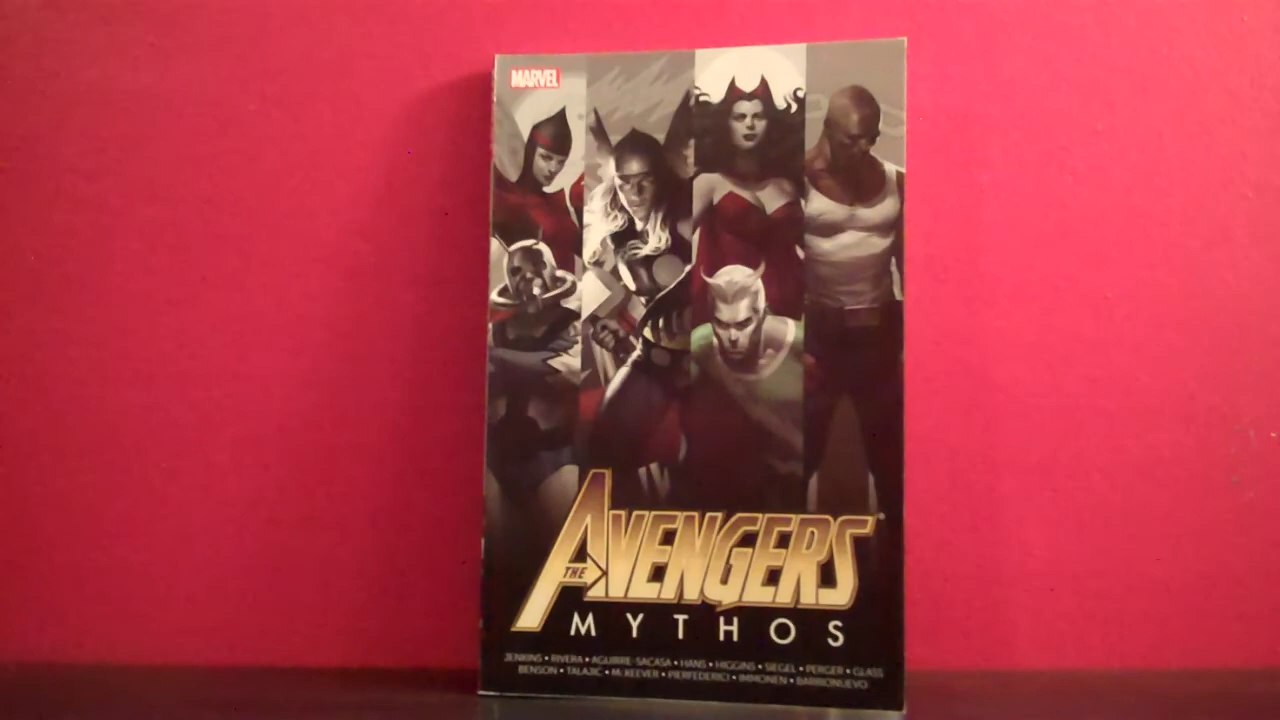 MARVEL
THE AVENGERS
MYTHOS
JENKINS • RIVERA • AGUIRRE-SACASA • HANS • HIGGINS • SIEGEL • PERGER • GLASS
BENSON • TALAJIC • McKEEVER • PIERFEDERICI • IMMONEN • BARRIONUEVO